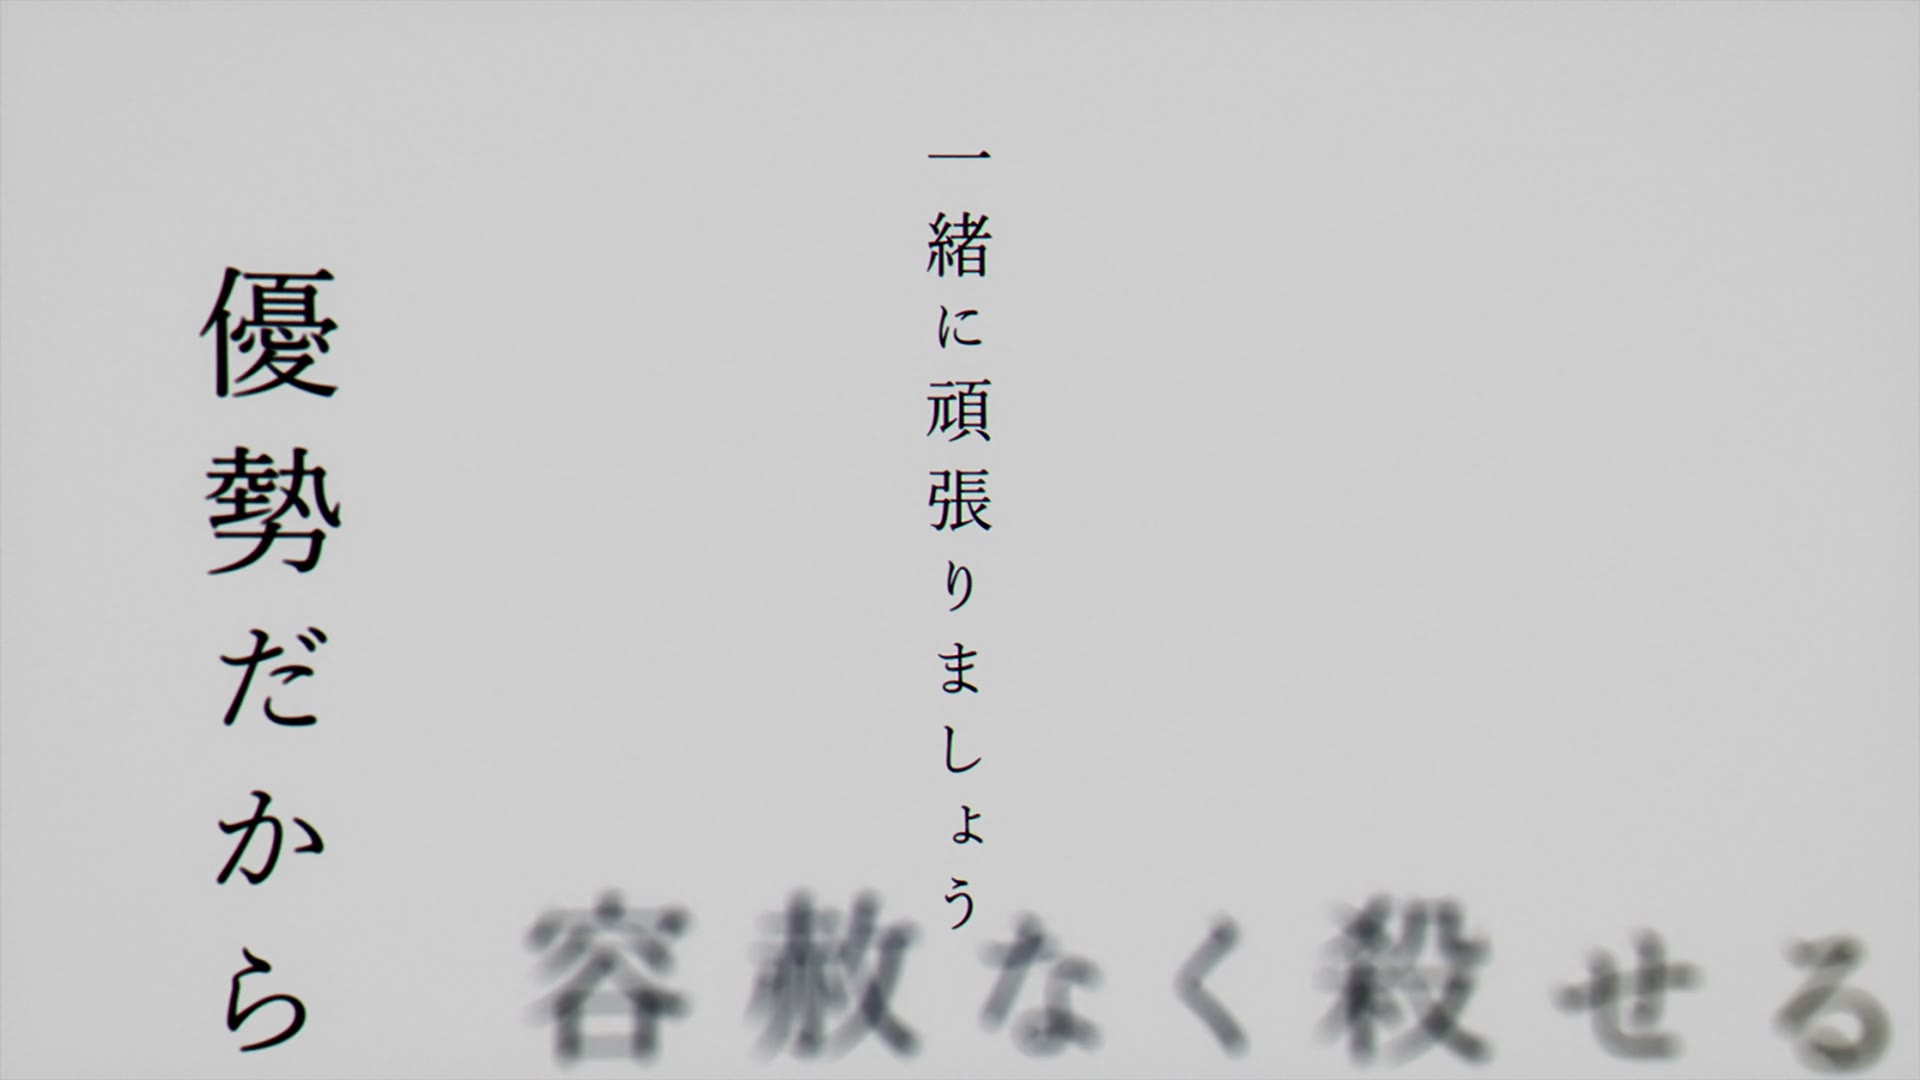 一緒に頑張りましょう
優勢だから
容赦なく殺せる